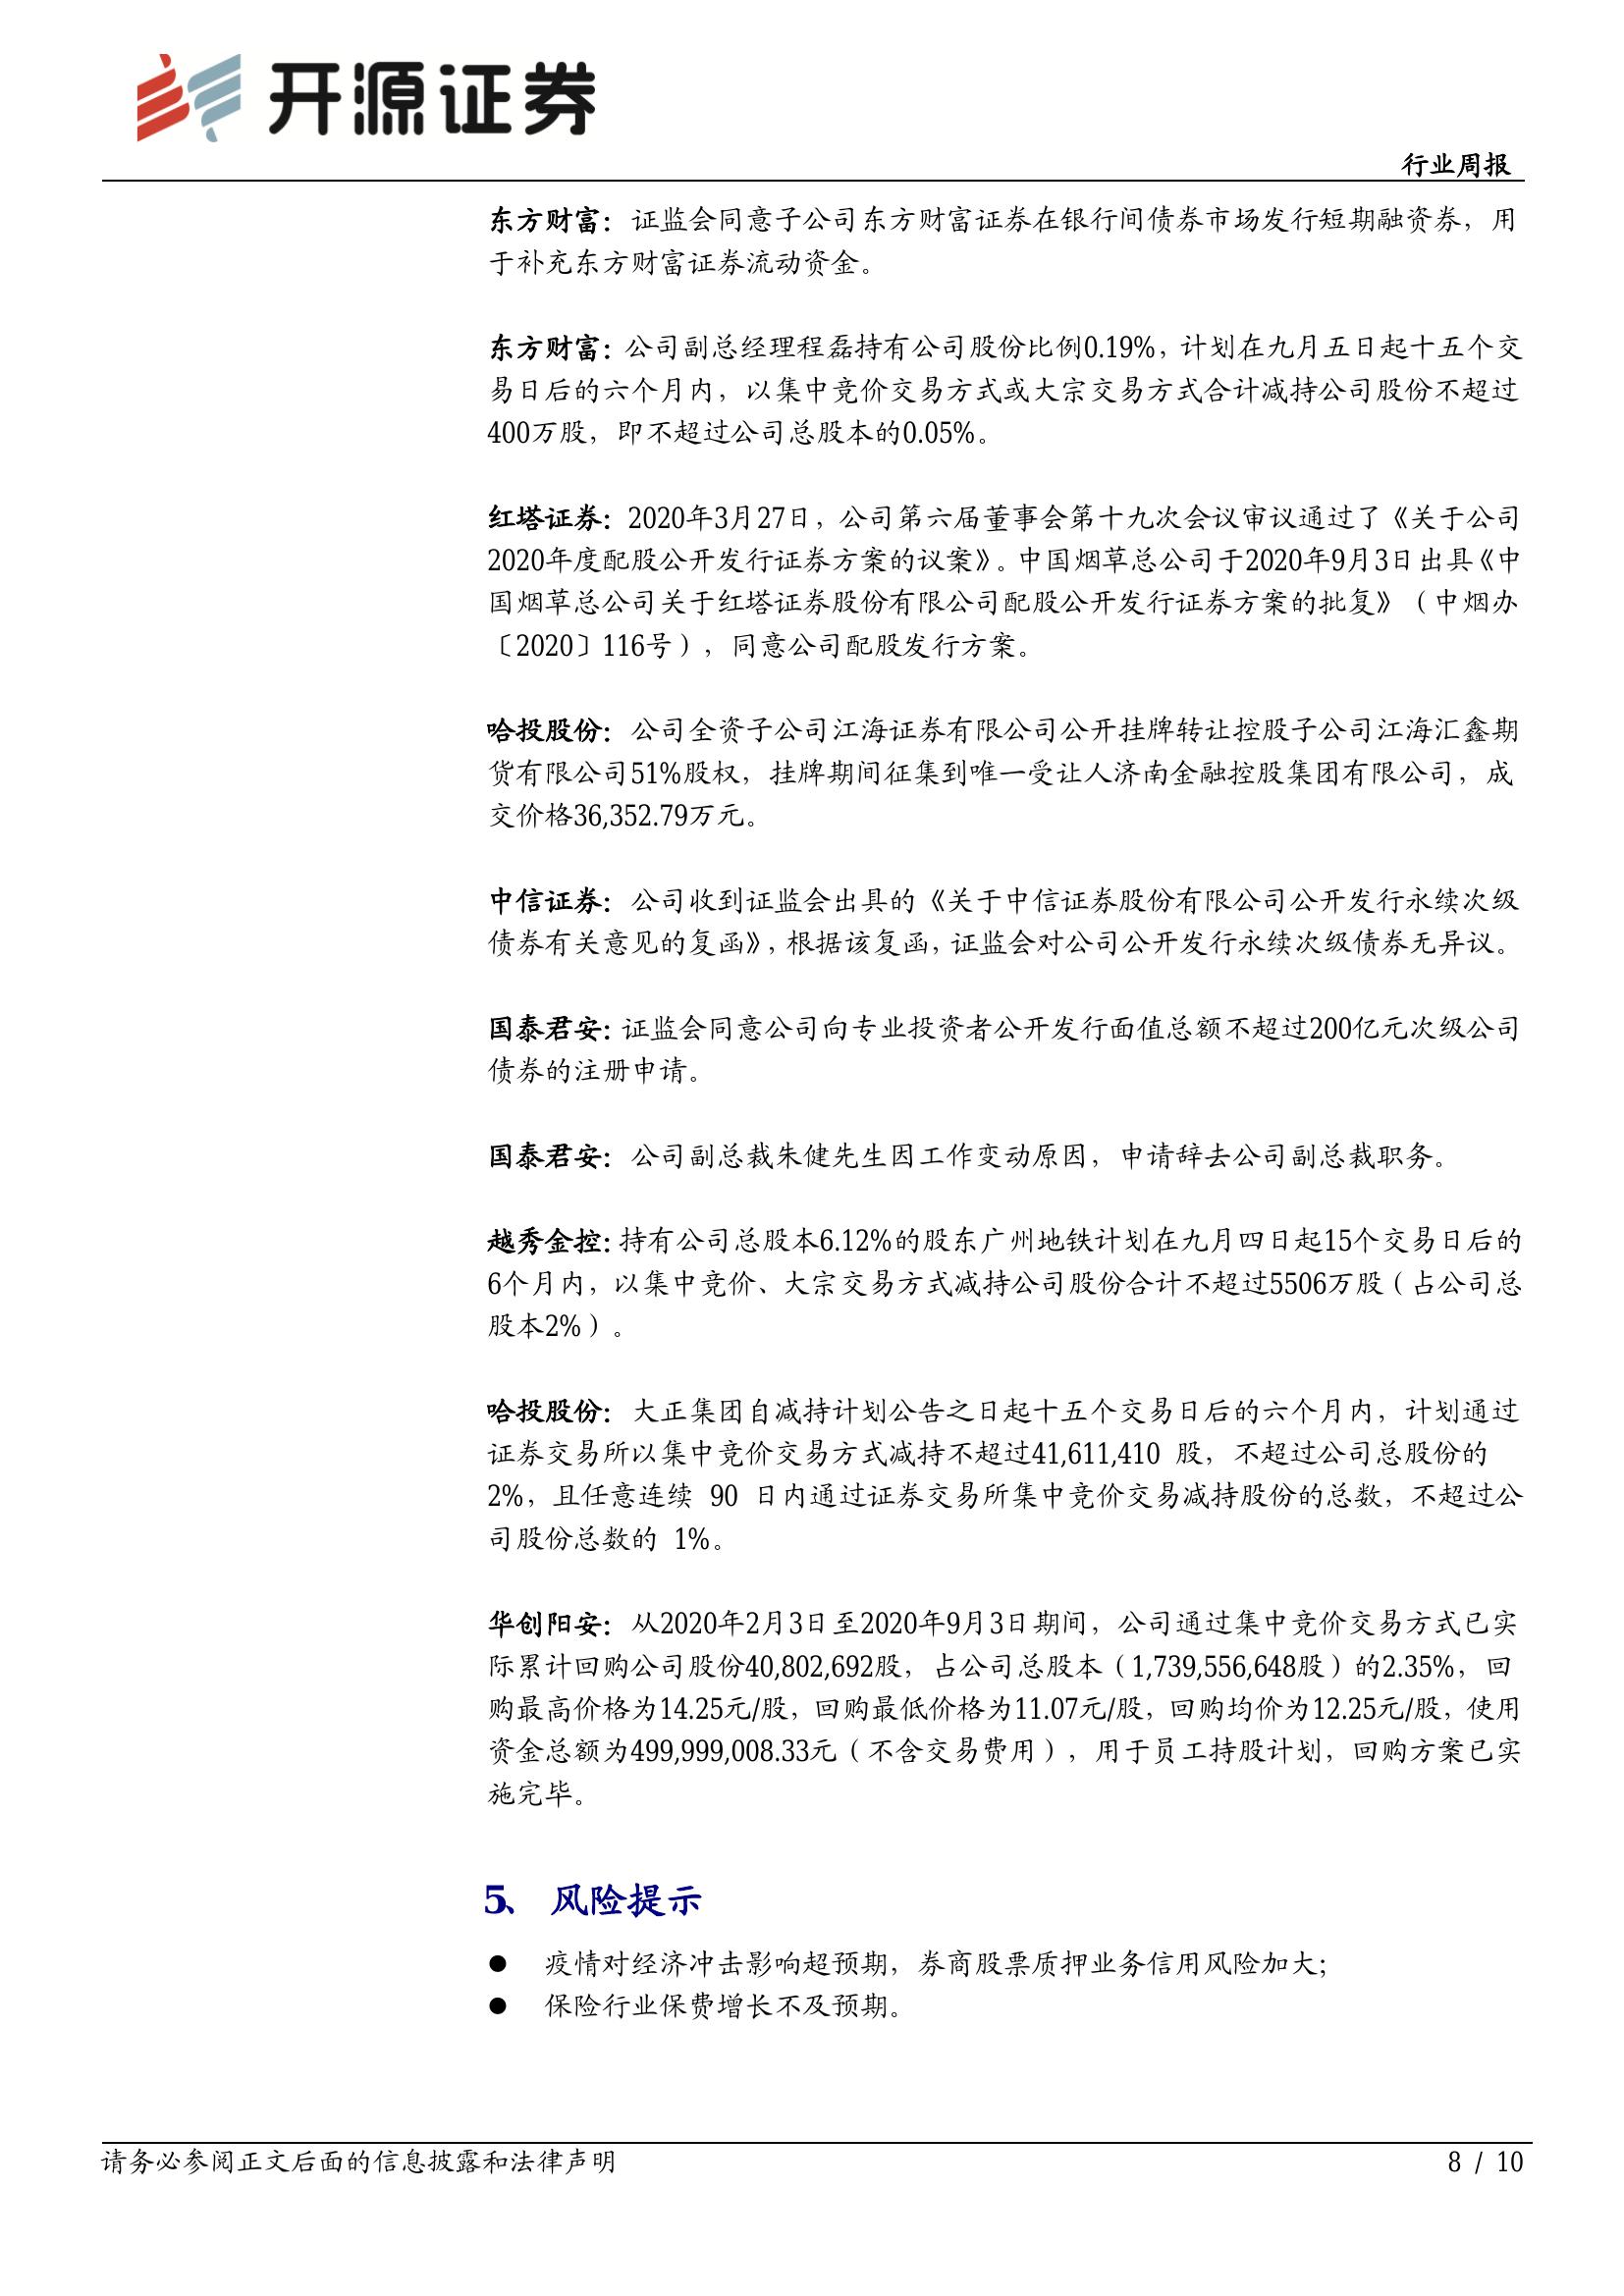 开源证券
行业周报
东方财富：证监会同意子公司东方财富证券在银行间债券市场发行短期融资券，用
于补充东方财富证券流动资金。
东方财富：公司副总经理程磊持有公司股份比例0.19%，计划在九月五日起十五个交
易日后的六个月内，以集中竞价交易方式或大宗交易方式合计减持公司股份不超过
400万股，即不超过公司总股本的0.05%。
红塔证券：2020年3月27日，公司第六届董事会第十九次会议审议通过了《关于公司
2020年度配股公开发行证券方案的议案》。中国烟草总公司于2020年9月3日出具《中
国烟草总公司关于红塔证券股份有限公司配股公开发行证券方案的批复》（中烟办
〔2020〕116号），同意公司配股发行方案。
哈投股份：公司全资子公司江海证券有限公司公开挂牌转让控股子公司江海汇鑫期
货有限公司51%股权，挂牌期间征集到唯一受让人济南金融控股集团有限公司，成
交价格36,352.79万元。
中信证券：公司收到证监会出具的《关于中信证券股份有限公司公开发行永续次级
债券有关意见的复函》，根据该复函，证监会对公司公开发行永续次级债券无异议。
国泰君安：证监会同意公司向专业投资者公开发行面值总额不超过200亿元次级公司
债券的注册申请。
国泰君安：公司副总裁朱健先生因工作变动原因，申请辞去公司副总裁职务。
越秀金控：持有公司总股本6.12%的股东广州地铁计划在九月四日起15个交易日后的
6个月内，以集中竞价、大宗交易方式减持公司股份合计不超过5506万股（占公司总
股本2%）。
哈投股份：大正集团自减持计划公告之日起十五个交易日后的六个月内，计划通过
证券交易所以集中竞价交易方式减持不超过41,611,410 股，不超过公司总股份的
2%，且任意连续 90 日内通过证券交易所集中竞价交易减持股份的总数，不超过公
司股份总数的 1%。
华创阳安：从2020年2月3日至2020年9月3日期间，公司通过集中竞价交易方式已实
际累计回购公司股份40,802,692股，占公司总股本（1,739,556,648股）的2.35%，回
购最高价格为14.25元/股，回购最低价格为11.07元/股，回购均价为12.25元/股，使用
资金总额为499,999,008.33元（不含交易费用），用于员工持股计划，回购方案已实
施完毕。
5、 风险提示
● 疫情对经济冲击影响超预期，券商股票质押业务信用风险加大；
● 保险行业保费增长不及预期。
请务必参阅正文后面的信息披露和法律声明
8 / 10